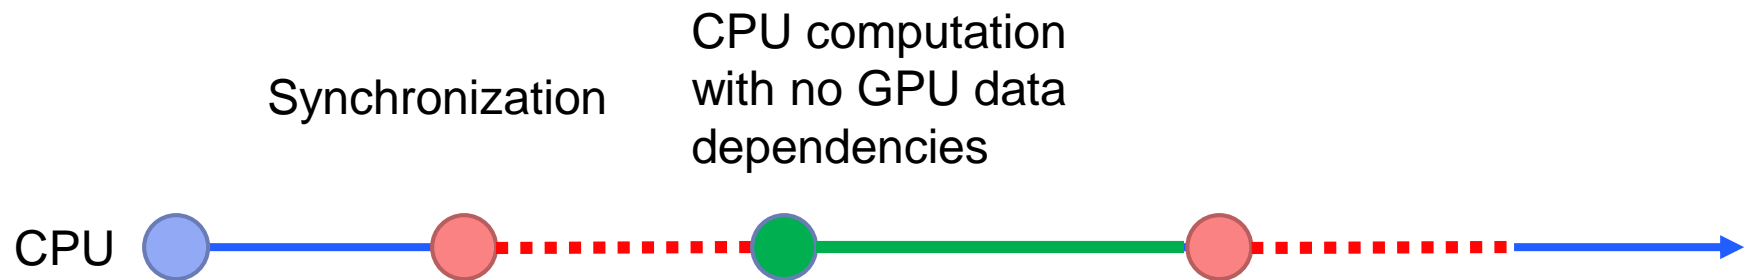 Synchronization
CPU computation
with no GPU data
dependencies
CPU